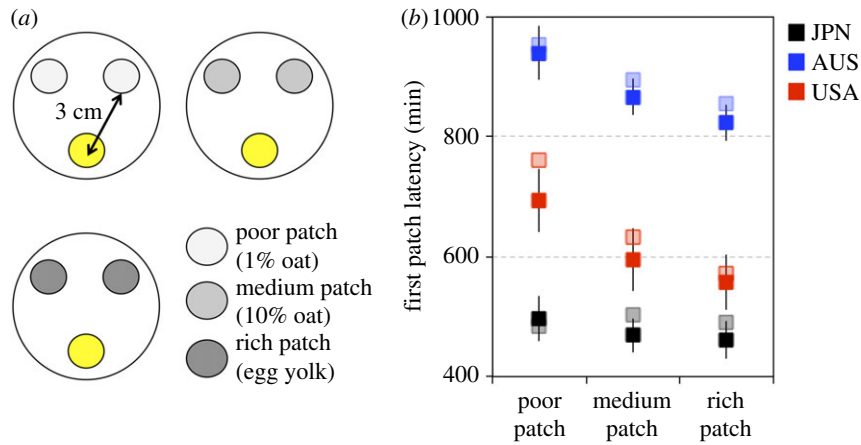 (a)
3 cm
poor patch
(1% oat)
medium patch
(10% oat)
rich patch
(egg yolk)
(b)
first patch latency (min)
1000
800
600
400
poor
patch
medium
patch
rich
patch
JPN
AUS
USA